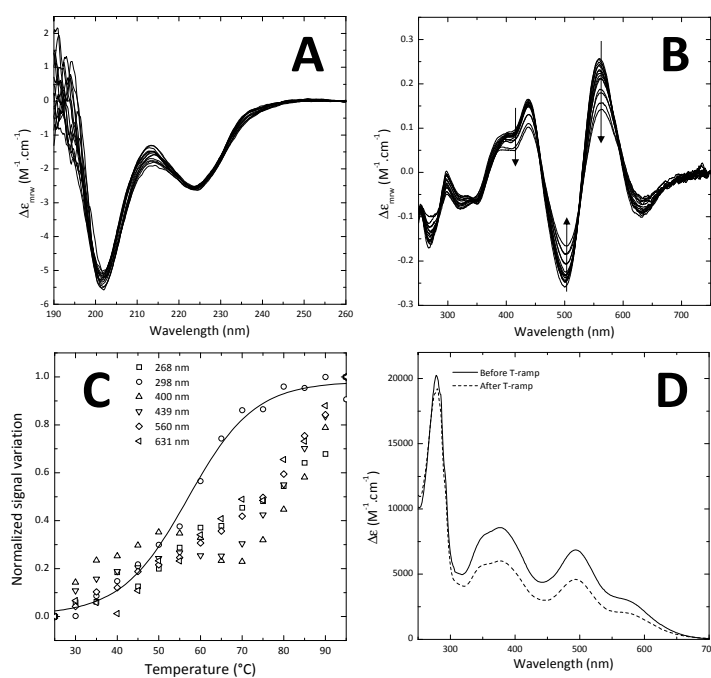 A
2
1
0
-1
-2
-3
-4
-5
-6
190 200 210 220 230 240 250 260
Δε_mrw (M⁻¹.cm⁻¹)
Wavelength (nm)
B
0.3
0.2
0.1
0.0
-0.1
-0.2
-0.3
300 400 500 600 700
Δε_mrw (M⁻¹.cm⁻¹)
Wavelength (nm)
C
268 nm
298 nm
400 nm
439 nm
560 nm
631 nm
1.0
0.8
0.6
0.4
0.2
0.0
30 40 50 60 70 80 90
Normalized signal variation
Temperature (°C)
D
Before T-ramp
After T-ramp
20000
15000
10000
5000
0
300 400 500 600 700
Δε (M⁻¹.cm⁻¹)
Wavelength (nm)